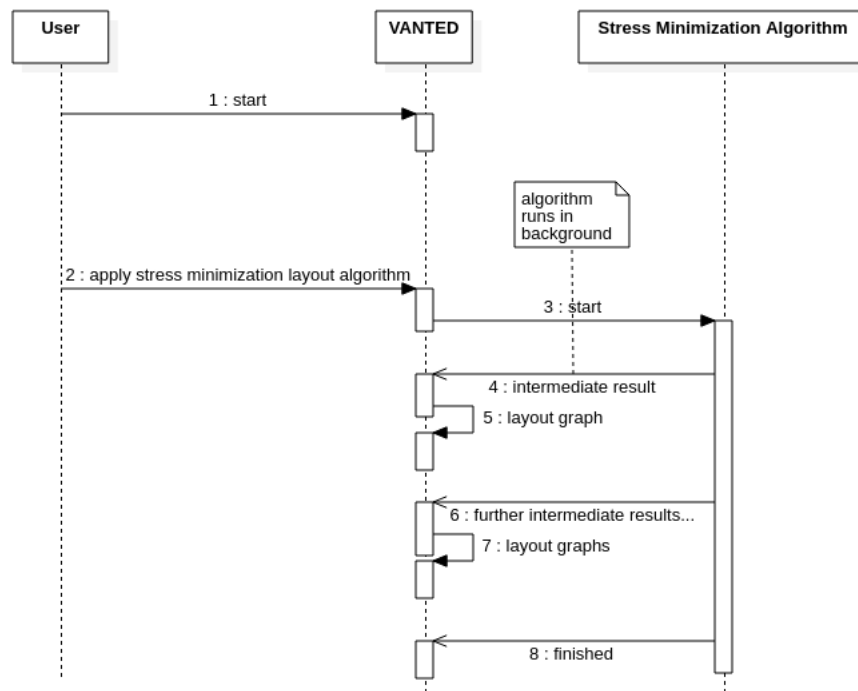 User
VANTED
Stress Minimization Algorithm
1 : start
algorithm
runs in
background
2 : apply stress minimization layout algorithm
3 : start
4 : intermediate result
5 : layout graph
6 : further intermediate results...
7 : layout graphs
8 : finished